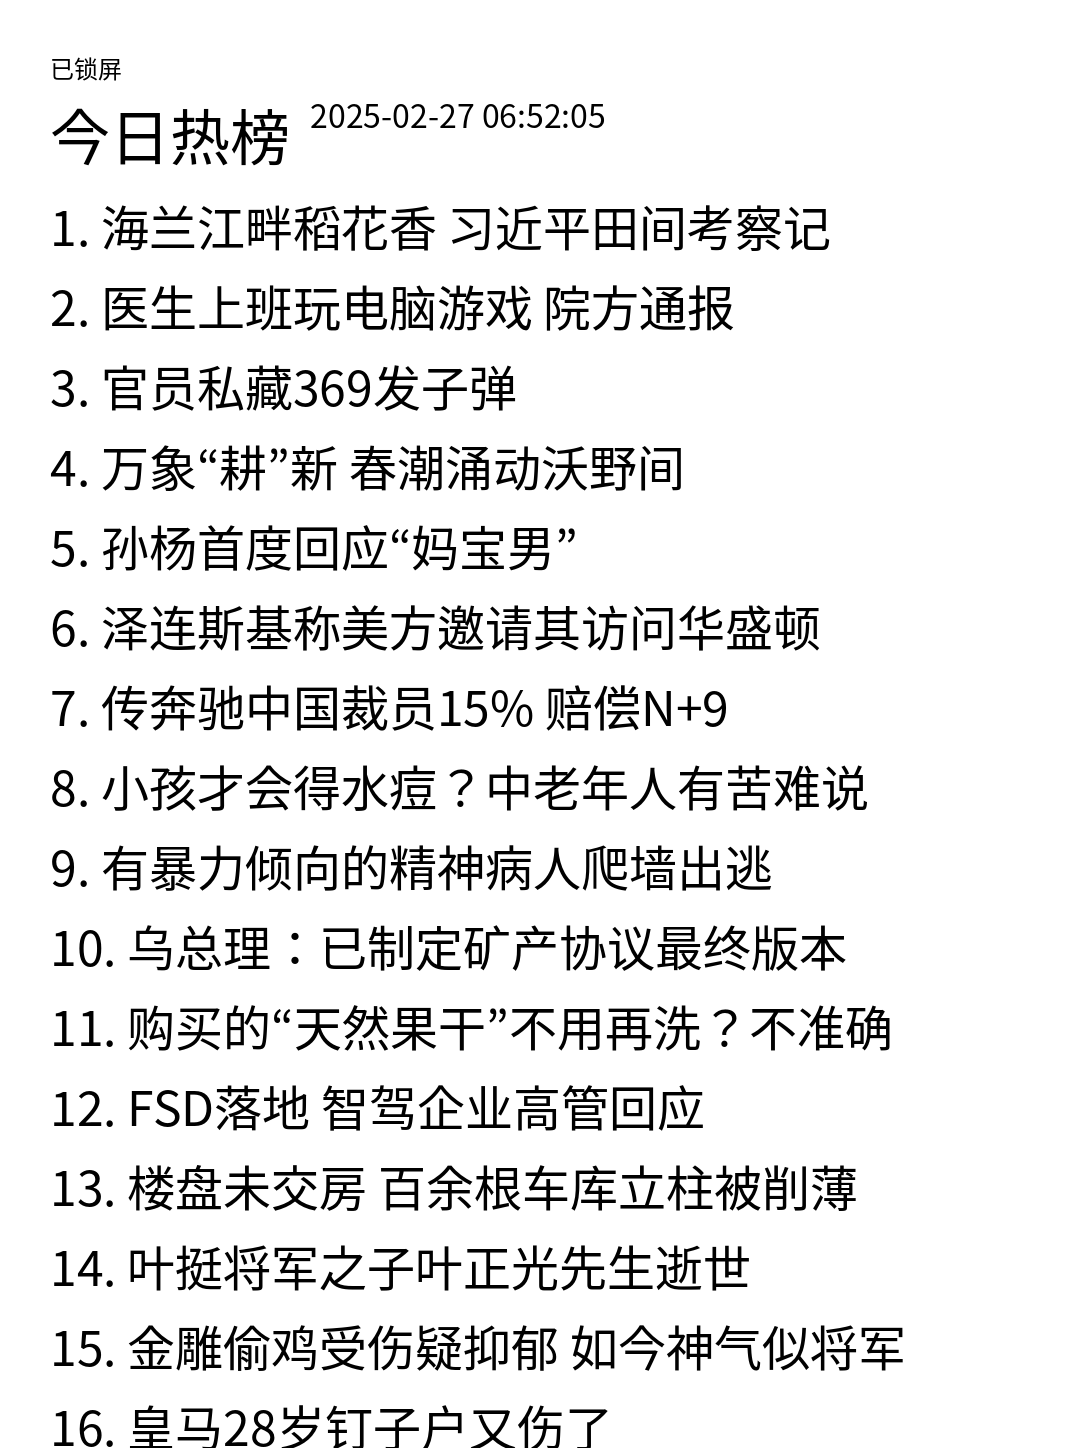 已锁屏
今日热榜 2025-02-27 06:52:05
1. 海兰江畔稻花香 习近平田间考察记
2. 医生上班玩电脑游戏 院方通报
3. 官员私藏369发子弹
4. 万象“耕”新 春潮涌动沃野间
5. 孙杨首度回应“妈宝男”
6. 泽连斯基称美方邀请其访问华盛顿
7. 传奔驰中国裁员15% 赔偿N+9
8. 小孩才会得水痘？中老年人有苦难说
9. 有暴力倾向的精神病人爬墙出逃
10. 乌总理：已制定矿产协议最终版本
11. 购买的“天然果干”不用再洗？不准确
12. FSD落地 智驾企业高管回应
13. 楼盘未交房 百余根车库立柱被削薄
14. 叶挺将军之子叶正光先生逝世
15. 金雕偷鸡受伤疑抑郁 如今神气似将军
16. 皇马28岁钉子户又伤了